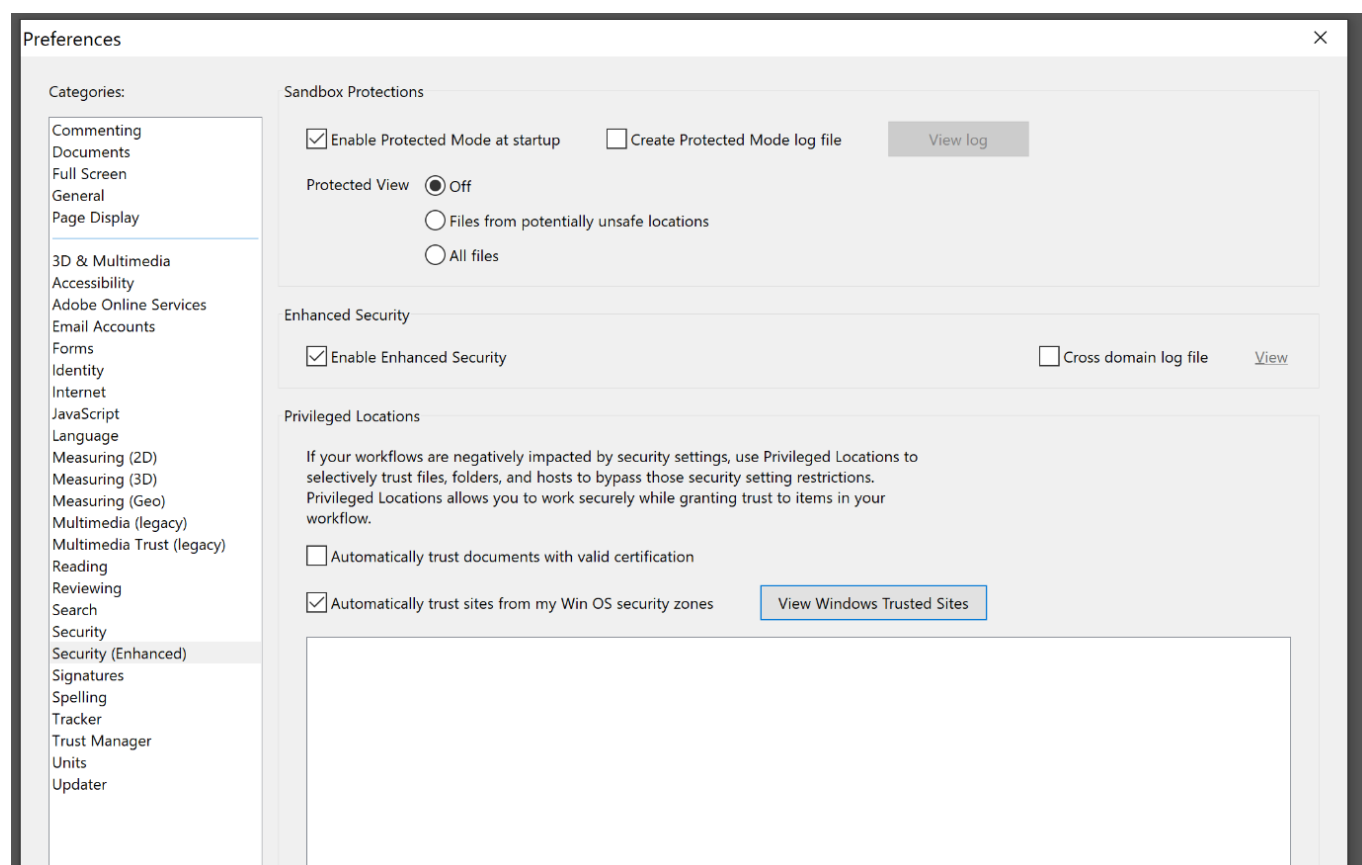 Preferences
Categories:
Commenting
Documents
Full Screen
General
Page Display
3D & Multimedia
Accessibility
Adobe Online Services
Email Accounts
Forms
Identity
Internet
JavaScript
Language
Measuring (2D)
Measuring (3D)
Measuring (Geo)
Multimedia (legacy)
Multimedia Trust (legacy)
Reading
Reviewing
Search
Security
Security (Enhanced)
Signatures
Spelling
Tracker
Trust Manager
Units
Updater
Sandbox Protections
Enable Protected Mode at startup Create Protected Mode log file View log
Protected View Off
Files from potentially unsafe locations
All files
Enhanced Security
Enable Enhanced Security Cross domain log file View
Privileged Locations
If your workflows are negatively impacted by security settings, use Privileged Locations to
selectively trust files, folders, and hosts to bypass those security setting restrictions.
Privileged Locations allows you to work securely while granting trust to items in your
workflow.
Automatically trust documents with valid certification
Automatically trust sites from my Win OS security zones View Windows Trusted Sites